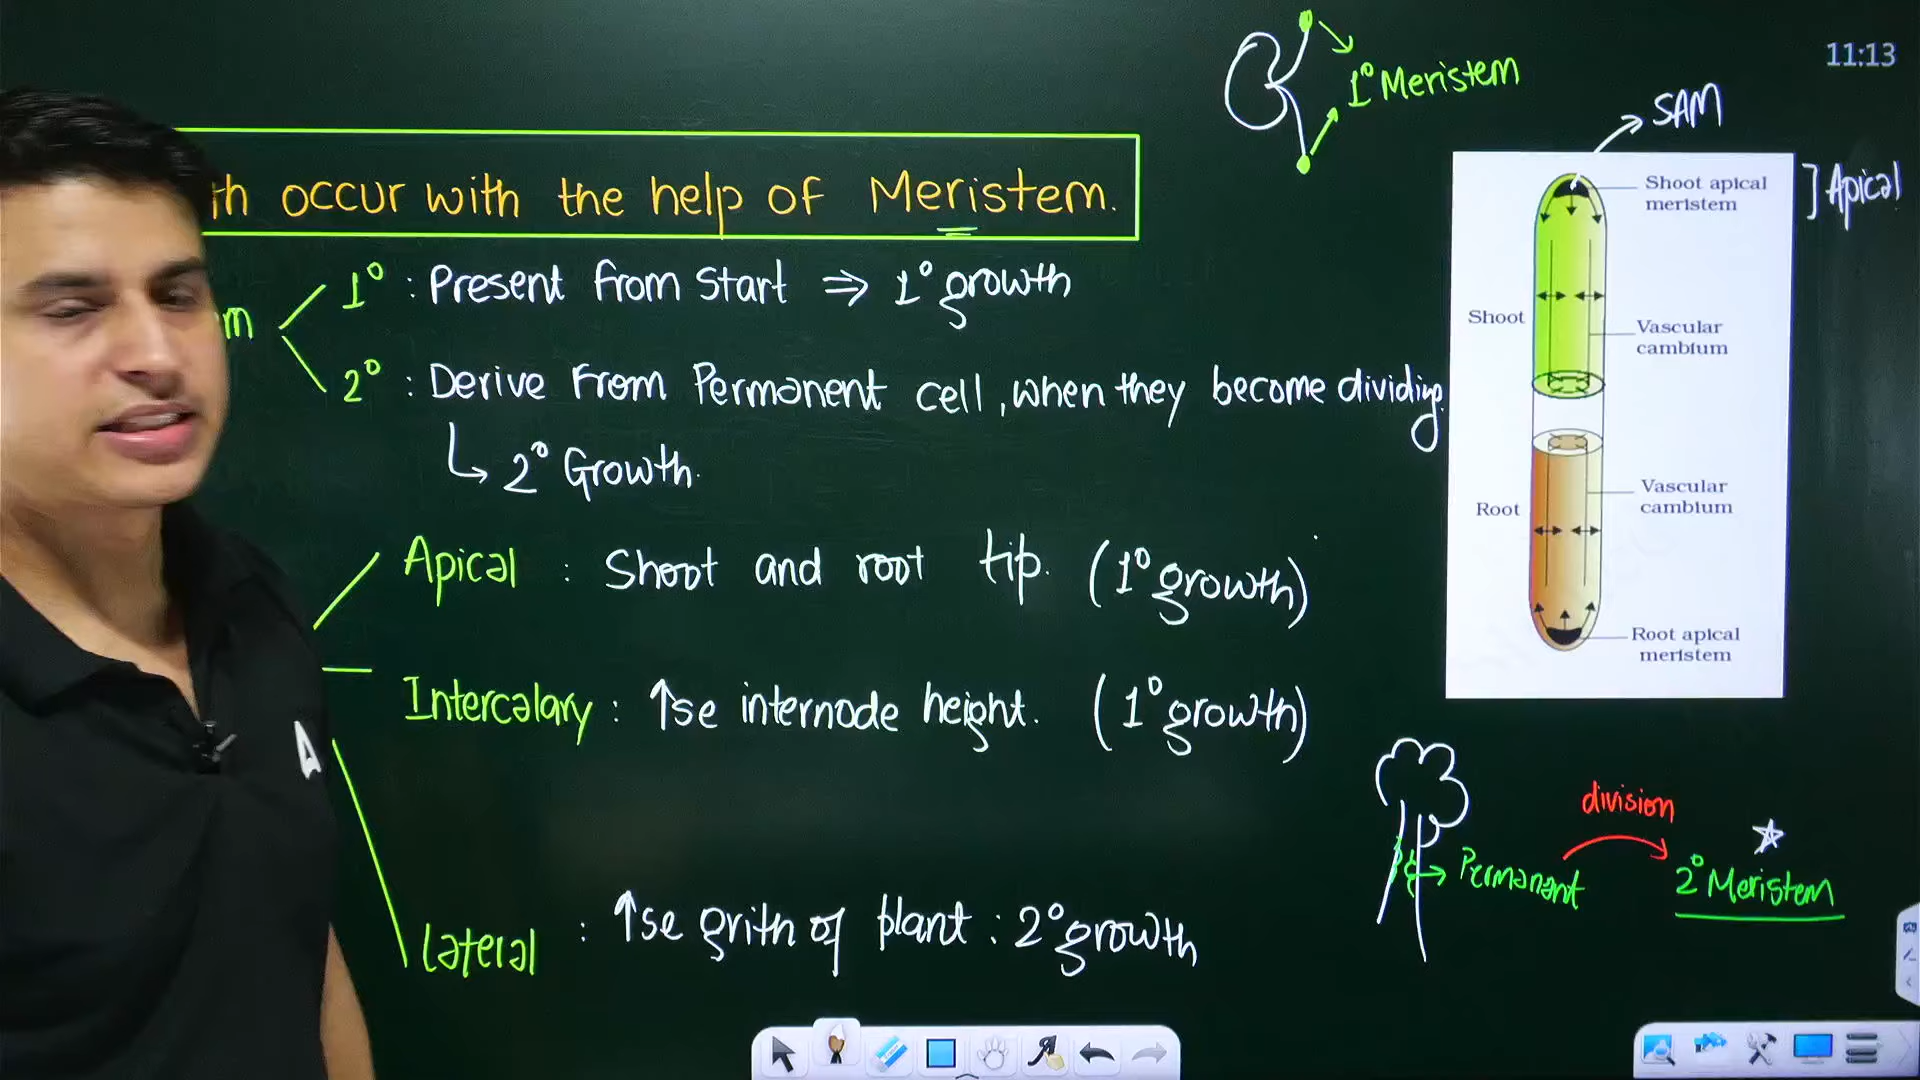 11:13
1° Meristem
SAM
th occur with the help of Meristem.
Shoot apical
meristem
] Apical
m
1° : Present from Start ⇒ 1° growth
2° : Derive From Permanent cell, when they become dividing.
↳ 2° Growth.
Shoot
Vascular
cambium
Root
Vascular
cambium
Root apical
meristem
Apical : Shoot and root tip. (1° growth)
Intercalary : ↑se internode height. (1° growth)
Lateral : ↑se grith of plant : 2° growth
division
→ Permanant
2° Meristem